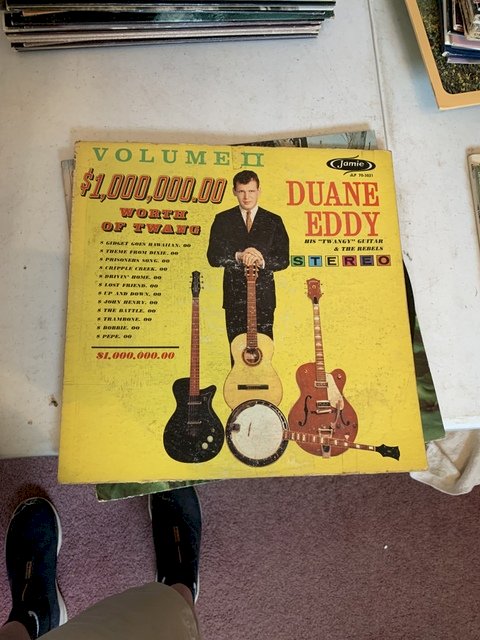 VOLUME II
$1,000,000.00
WORTH
OF TWANG
$ GIDGET GOES HAWAIIAN. 00
$ THEME FROM DIXIE. 00
$ PRISONERS SONG. 00
$ CRIPPLE CREEK. 00
$ DRIVIN' HOME. 00
$ LOST FRIEND. 00
$ UP AND DOWN. 00
$ JOHN HENRY. 00
$ THE BATTLE. 00
$ TRAMBONE. 00
$ BOBBIE. 00
$ PEPE. 00
$1,000,000.00
Jamie
JLP 70-3021
DUANE
EDDY
HIS "TWANGY" GUITAR
& THE REBELS
STEREO